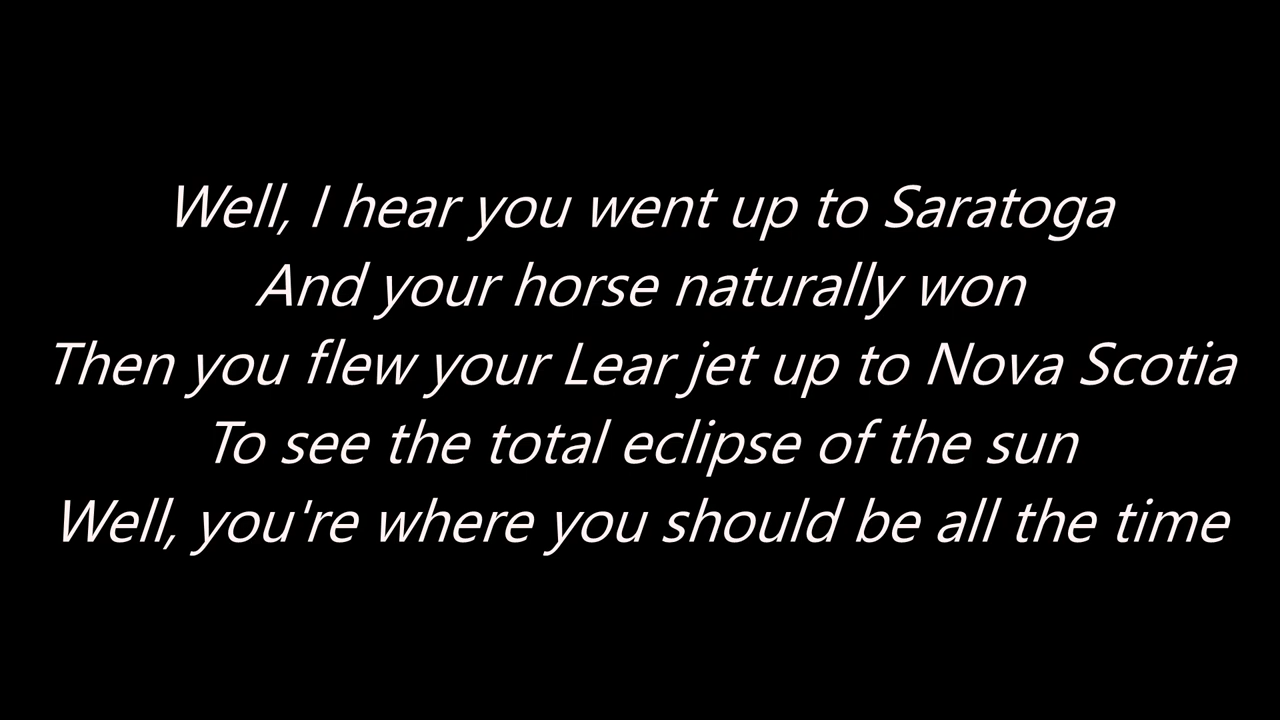 Well, I hear you went up to Saratoga
And your horse naturally won
Then you flew your Lear jet up to Nova Scotia
To see the total eclipse of the sun
Well, you're where you should be all the time